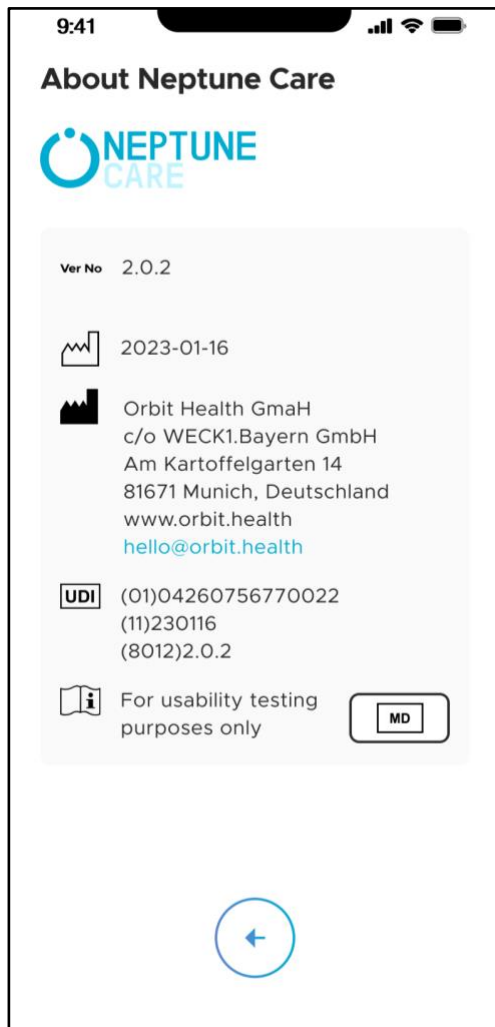 9:41
About Neptune Care
NEPTUNE
CARE
Ver No 2.0.2
2023-01-16
Orbit Health GmaH
c/o WECK1.Bayern GmbH
Am Kartoffelgarten 14
81671 Munich, Deutschland
www.orbit.health
hello@orbit.health
UDI (01)04260756770022
(11)230116
(8012)2.0.2
i For usability testing
purposes only
MD